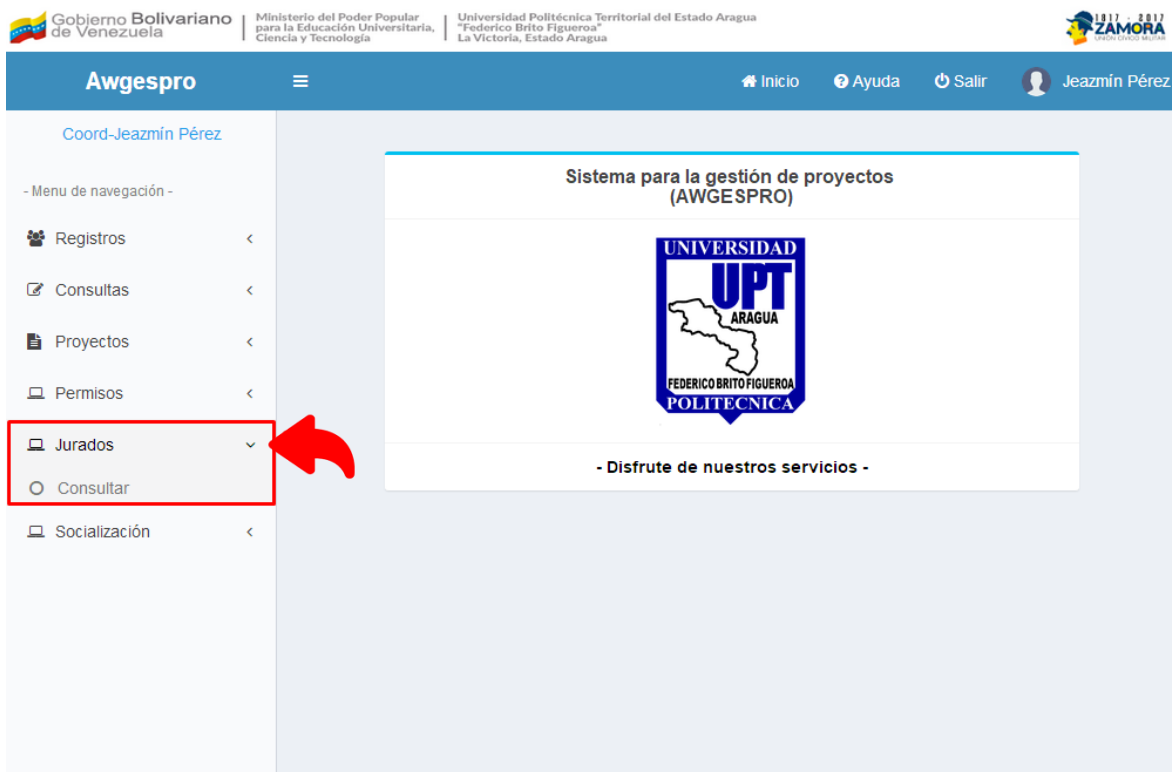 Gobierno Bolivariano
de Venezuela
Ministerio del Poder Popular
para la Educación Universitaria,
Ciencia y Tecnología
Universidad Politécnica Territorial del Estado Aragua
"Federico Brito Figueroa"
La Victoria, Estado Aragua
1817 - 2017
ZAMORA
UNIÓN CÍVICO MILITAR
Awgespro
Inicio
Ayuda
Salir
Jeazmín Pérez
Coord-Jeazmín Pérez
- Menu de navegación -
Registros
Consultas
Proyectos
Permisos
Jurados
Consultar
Socialización
Sistema para la gestión de proyectos
(AWGESPRO)
UNIVERSIDAD
UPT
ARAGUA
FEDERICO BRITO FIGUEROA
POLITECNICA
- Disfrute de nuestros servicios -